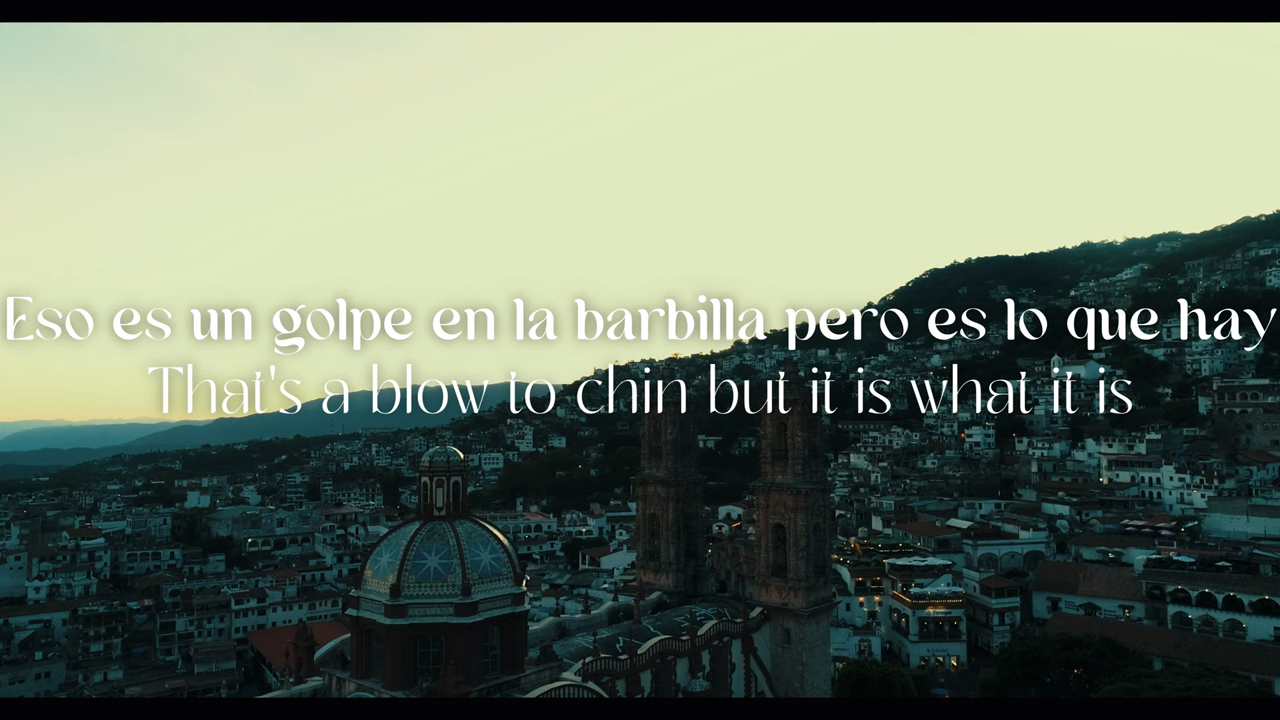 Eso es un golpe en la barbilla pero es lo que hay
That's a blow to chin but it is what it is